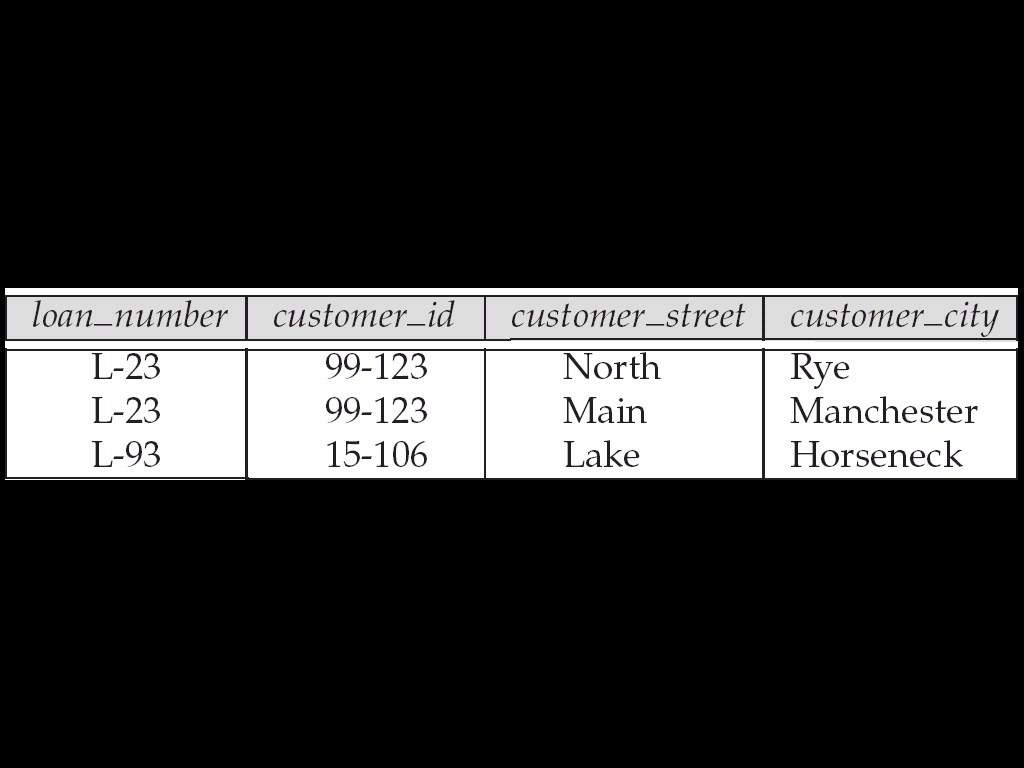 loan_number customer_id customer_street customer_city
L-23 99-123 North Rye
L-23 99-123 Main Manchester
L-93 15-106 Lake Horseneck